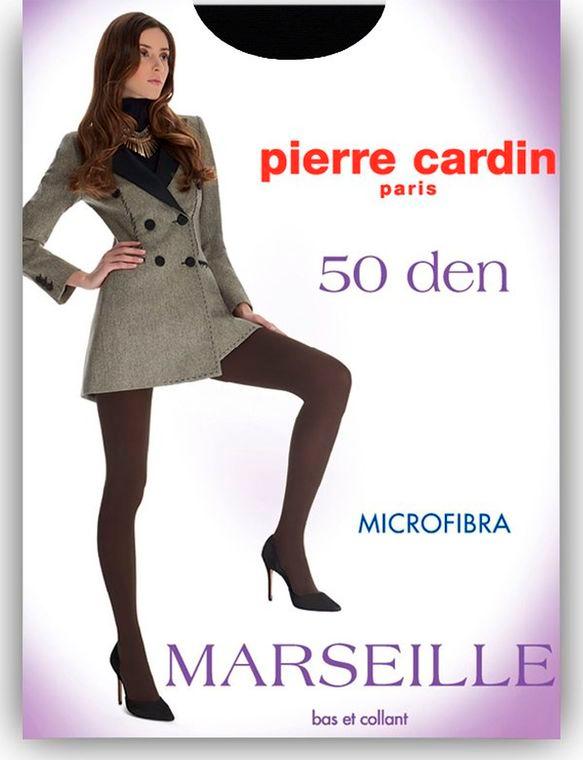 pierre cardin
paris
50 den
MICROFIBRA
MARSEILLE
bas et collant